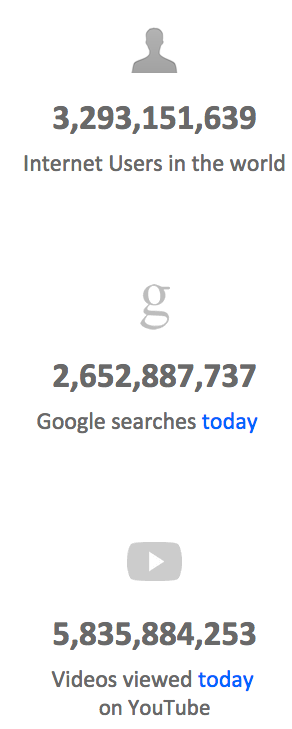 3,293,151,639
Internet Users in the world
g
2,652,887,737
Google searches today
5,835,884,253
Videos viewed today
on YouTube